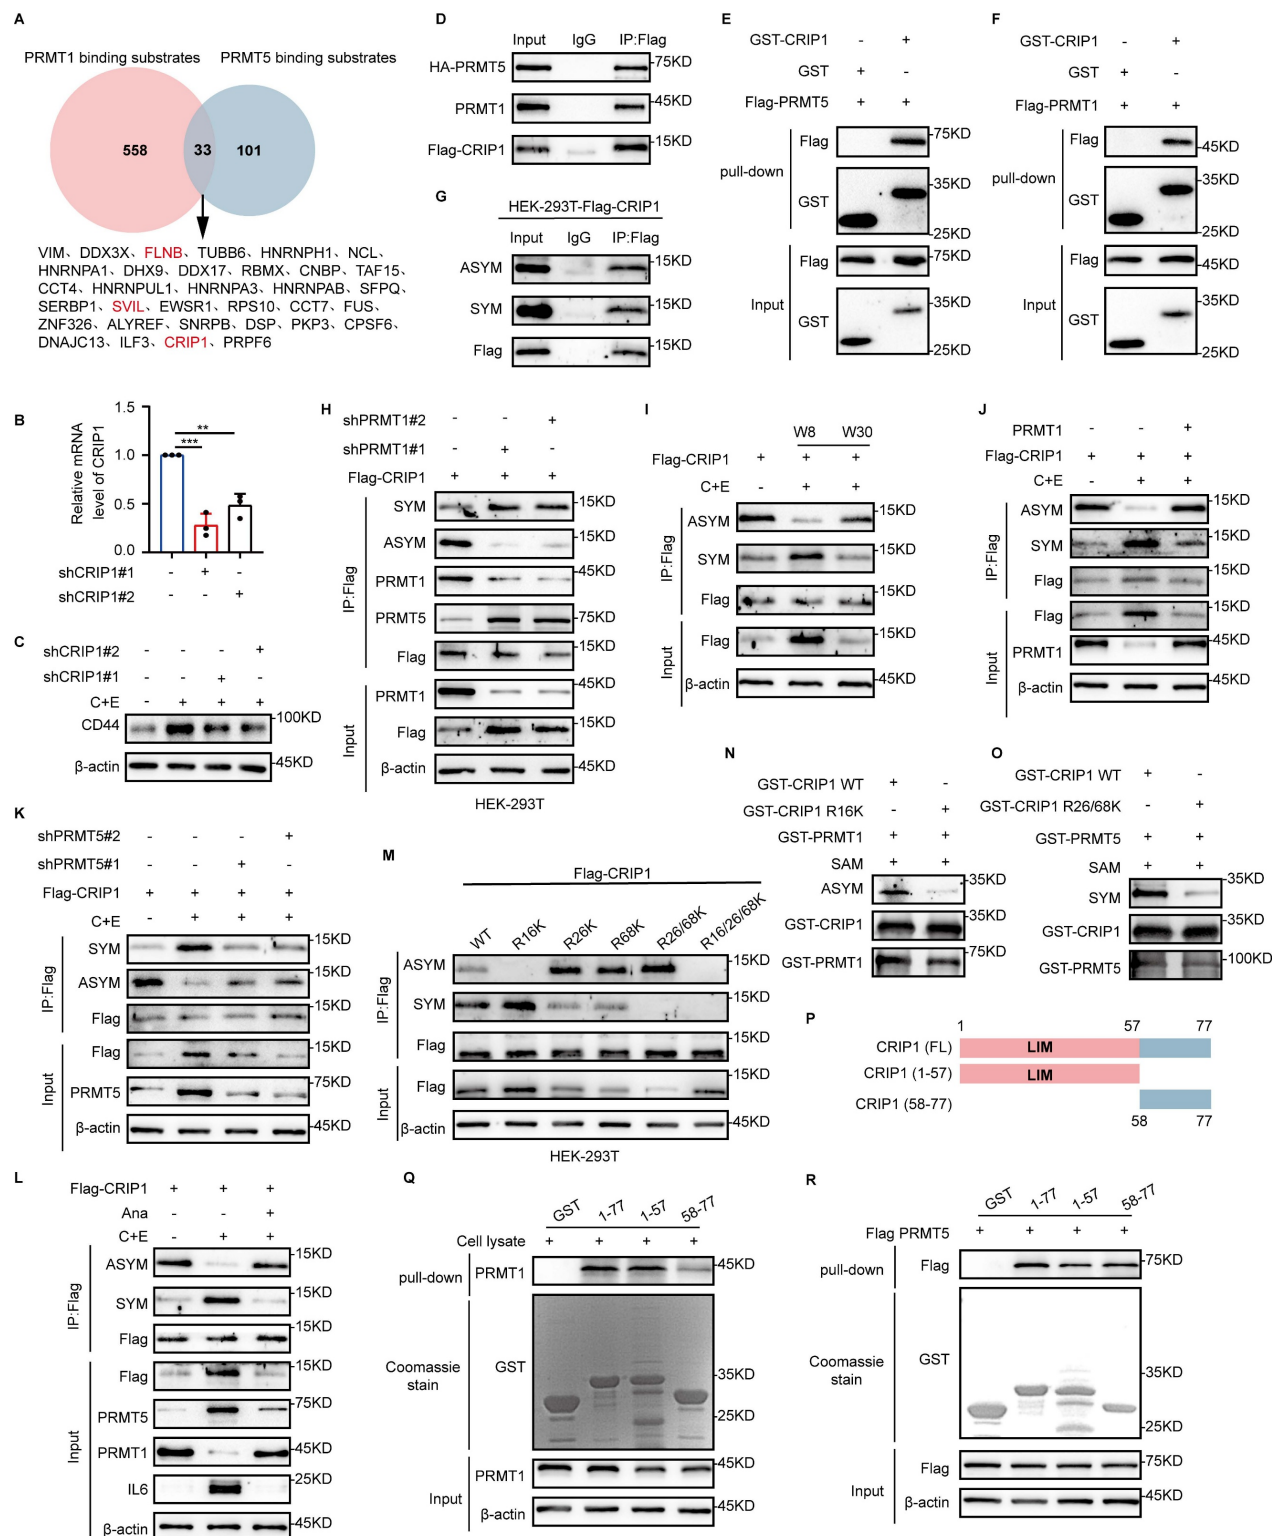 A
PRMT1 binding substrates PRMT5 binding substrates
558 33 101
VIM、DDX3X、FLNB、TUBB6、HNRNPH1、NCL、
HNRNPA1、DHX9、DDX17、RBMX、CNBP、TAF15、
CCT4、HNRNPUL1、HNRNPA3、HNRNPAB、SFPQ、
SERBP1、SVIL、EWSR1、RPS10、CCT7、FUS、
ZNF326、ALYREF、SNRPB、DSP、PKP3、CPSF6、
DNAJC13、ILF3、CRIP1、PRPF6
B
Relative mRNA
level of CRIP1
1.5
1.0
0.5
0.0
**
***
shCRIP1#1 - + -
shCRIP1#2 - - +
C
shCRIP1#2 - - - +
shCRIP1#1 - - + -
C+E - + + +
CD44 -100KD
β-actin -45KD
D
Input IgG IP:Flag
HA-PRMT5 -75KD
PRMT1 -45KD
Flag-CRIP1 -15KD
E
GST-CRIP1 - +
GST + -
Flag-PRMT5 + +
pull-down
Flag 75KD
GST -35KD
-25KD
Input
Flag -75KD
GST -35KD
-25KD
F
GST-CRIP1 - +
GST + -
Flag-PRMT1 + +
pull-down
Flag -45KD
GST -35KD
-25KD
Input
Flag -45KD
GST -35KD
-25KD
G
HEK-293T-Flag-CRIP1
Input IgG IP:Flag
ASYM -15KD
SYM -15KD
Flag -15KD
H
shPRMT1#2 - - +
shPRMT1#1 - + -
Flag-CRIP1 + + +
IP:Flag
SYM -15KD
ASYM -15KD
PRMT1 -45KD
PRMT5 -75KD
Flag -15KD
Input
PRMT1 -45KD
Flag -15KD
β-actin -45KD
HEK-293T
I
W8 W30
Flag-CRIP1 + + +
C+E - + +
IP:Flag
ASYM -15KD
SYM -15KD
Flag -15KD
Input
Flag -15KD
β-actin -45KD
J
PRMT1 - - +
Flag-CRIP1 + + +
C+E - + +
IP:Flag
ASYM -15KD
SYM -15KD
Flag -15KD
Input
Flag -15KD
PRMT1 -45KD
β-actin -45KD
K
shPRMT5#2 - - - +
shPRMT5#1 - - + -
Flag-CRIP1 + + + +
C+E - + + +
IP:Flag
SYM -15KD
ASYM -15KD
Flag -15KD
Input
Flag -15KD
PRMT5 -75KD
β-actin -45KD
L
Flag-CRIP1 + + +
Ana - - +
C+E - + +
IP:Flag
ASYM -15KD
SYM -15KD
Flag -15KD
Input
Flag -15KD
PRMT5 -75KD
PRMT1 -45KD
IL6 -25KD
β-actin -45KD
M
Flag-CRIP1
WT R16K R26K R68K R26/68K R16/26/68K
IP:Flag
ASYM -15KD
SYM -15KD
Flag -15KD
Input
Flag -15KD
β-actin -45KD
HEK-293T
N
GST-CRIP1 WT + -
GST-CRIP1 R16K - +
GST-PRMT1 + +
SAM + +
ASYM -35KD
GST-CRIP1 -35KD
GST-PRMT1 -75KD
O
GST-CRIP1 WT + -
GST-CRIP1 R26/68K - +
GST-PRMT5 + +
SAM + +
SYM -35KD
GST-CRIP1 -35KD
GST-PRMT5 -100KD
P
1 57 77
CRIP1 (FL) LIM
CRIP1 (1-57) LIM
CRIP1 (58-77)
58 77
Q
GST 1-77 1-57 58-77
Cell lysate + + + +
pull-down PRMT1 -45KD
Coomassie
stain
GST -35KD
-25KD
Input
PRMT1 -45KD
β-actin -45KD
R
GST 1-77 1-57 58-77
Flag PRMT5 + + + +
pull-down Flag -75KD
Coomassie
stain
GST -35KD
-25KD
Input
Flag -75KD
β-actin -45KD